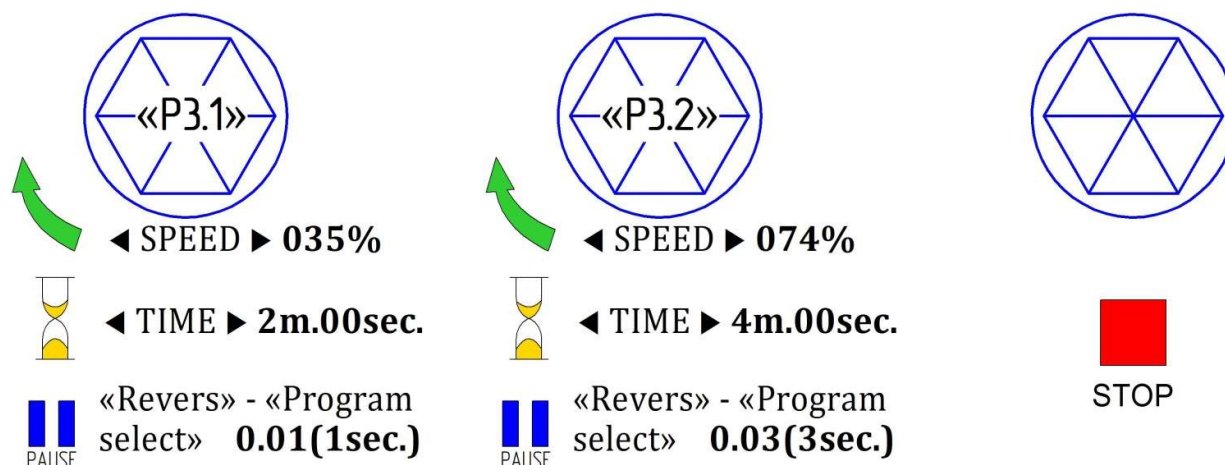 «P3.1»
◄ SPEED ► 035%
◄ TIME ► 2m.00sec.
«Revers» - «Program
select» 0.01(1sec.)
PAUSE
«P3.2»
◄ SPEED ► 074%
◄ TIME ► 4m.00sec.
«Revers» - «Program
select» 0.03(3sec.)
PAUSE
STOP